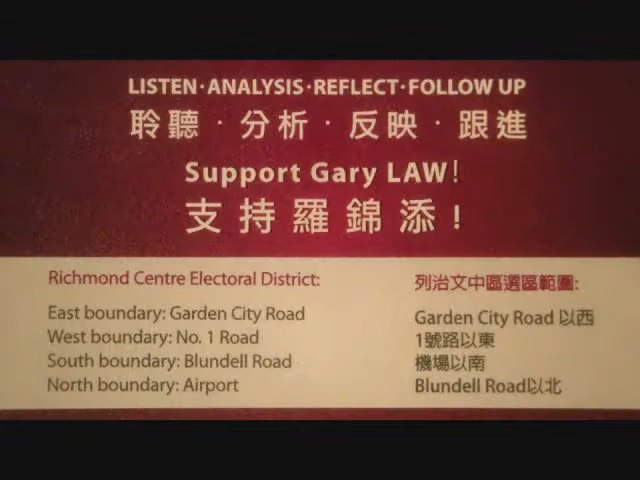 LISTEN·ANALYSIS·REFLECT·FOLLOW UP
聆聽·分析·反映·跟進
Support Gary LAW!
支持羅錦添!
Richmond Centre Electoral District:
East boundary: Garden City Road
West boundary: No. 1 Road
South boundary: Blundell Road
North boundary: Airport
列治文中區選區範圍:
Garden City Road 以西
1號路以東
機場以南
Blundell Road以北